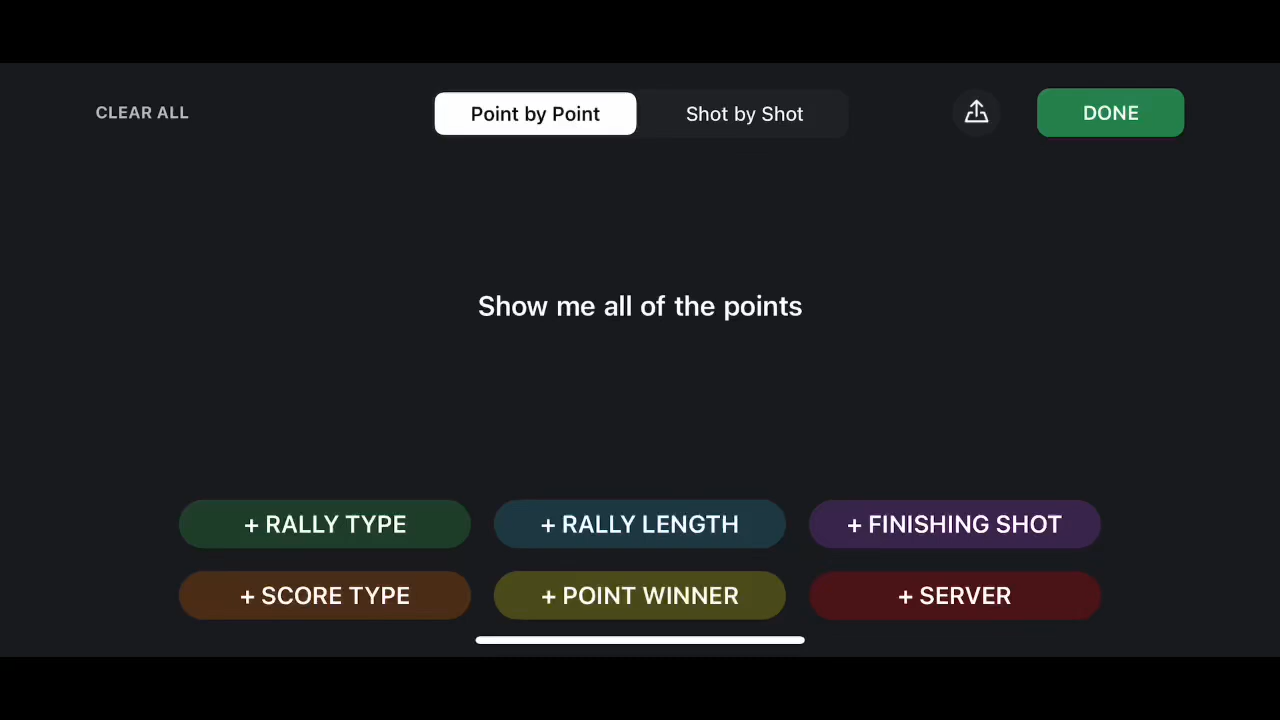 CLEAR ALL
Point by Point
Shot by Shot
DONE
Show me all of the points
+ RALLY TYPE
+ RALLY LENGTH
+ FINISHING SHOT
+ SCORE TYPE
+ POINT WINNER
+ SERVER